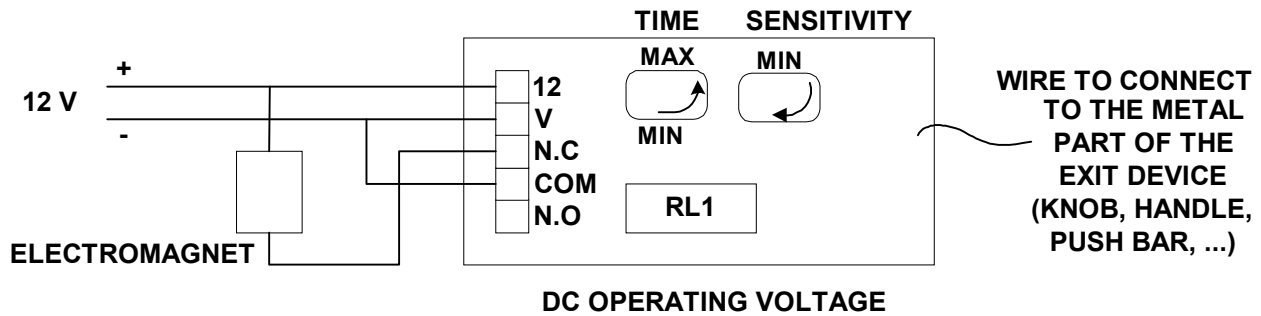 TIME SENSITIVITY
MAX MIN
MIN
+
12 V
-
12
V
N.C
COM
N.O
RL1
ELECTROMAGNET
WIRE TO CONNECT
TO THE METAL
PART OF THE
EXIT DEVICE
(KNOB, HANDLE,
PUSH BAR, ...)
DC OPERATING VOLTAGE